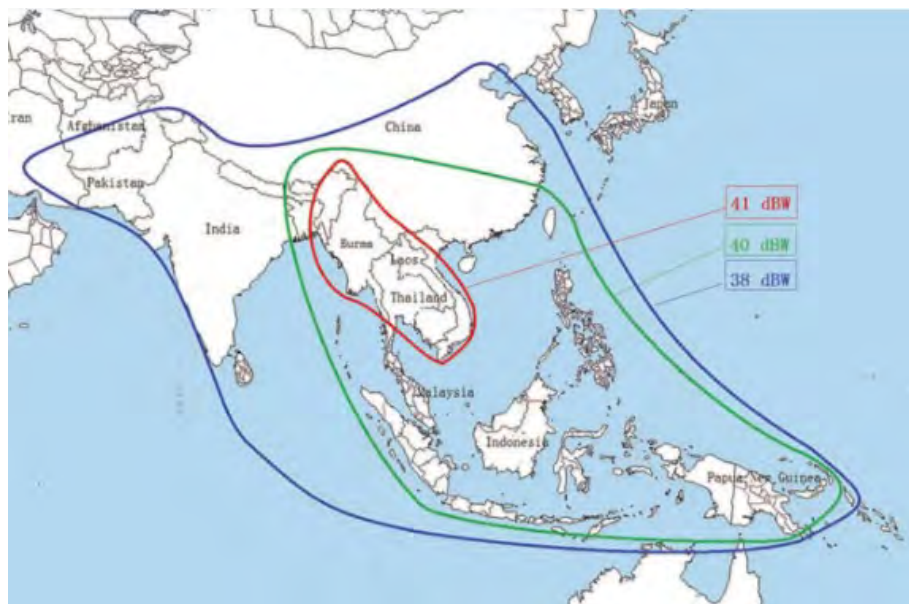 Japan
China
ran
Afghanistan
Pakistan
India
Burma
Laos
Thailand
Malaysia
Indonesia
Papua New Guinea
41 dBW
40 dBW
38 dBW